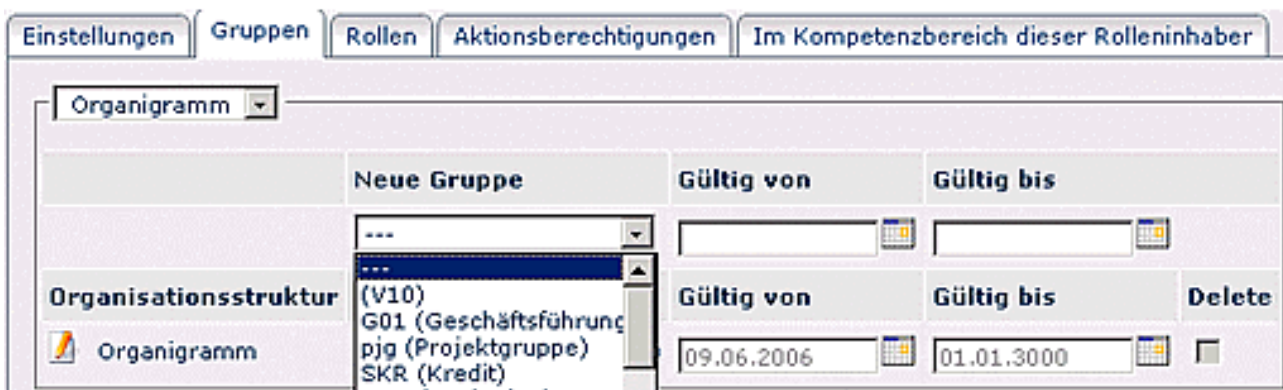 Einstellungen Gruppen Rollen Aktionsberechtigungen Im Kompetenzbereich dieser Rolleninhaber
Organigramm
Neue Gruppe Gültig von Gültig bis
---
---
(V10)
Organisationsstruktur Gültig von Gültig bis Delete
G01 (Geschäftsführung
pjg (Projektgruppe)
Organigramm 09.06.2006 01.01.3000
SKR (Kredit)